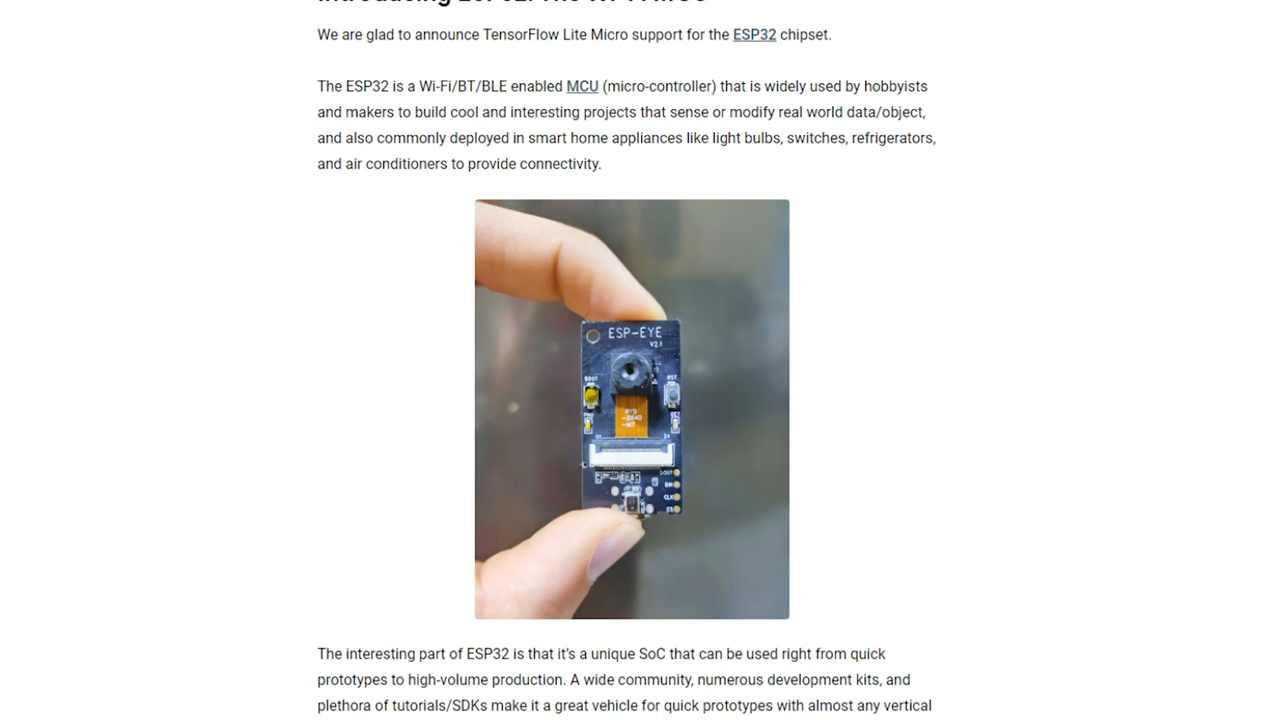 We are glad to announce TensorFlow Lite Micro support for the ESP32 chipset.
The ESP32 is a Wi-Fi/BT/BLE enabled MCU (micro-controller) that is widely used by hobbyists
and makers to build cool and interesting projects that sense or modify real world data/object,
and also commonly deployed in smart home appliances like light bulbs, switches, refrigerators,
and air conditioners to provide connectivity.
ESP-EYE
V2.1
BOOT
RST
-2640
DOUT
CLK
The interesting part of ESP32 is that it's a unique SoC that can be used right from quick
prototypes to high-volume production. A wide community, numerous development kits, and
plethora of tutorials/SDKs make it a great vehicle for quick prototypes with almost any vertical